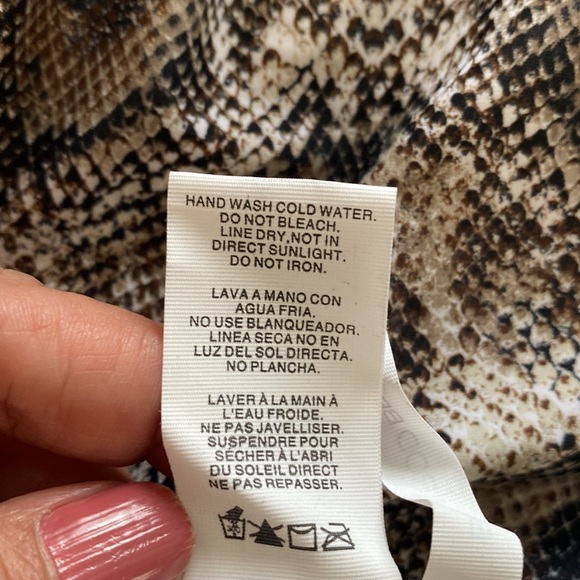 HAND WASH COLD WATER.
DO NOT BLEACH.
LINE DRY,NOT IN
DIRECT SUNLIGHT.
DO NOT IRON.
LAVA A MANO CON
AGUA FRIA.
NO USE BLANQUEADOR.
LINEA SECA NO EN
LUZ DEL SOL DIRECTA.
NO PLANCHA.
LAVER À LA MAIN À
L'EAU FROIDE.
NE PAS JAVELLISER.
SUSPENDRE POUR
SÉCHER À L'ABRI
DU SOLEIL DIRECT
NE PAS REPASSER.